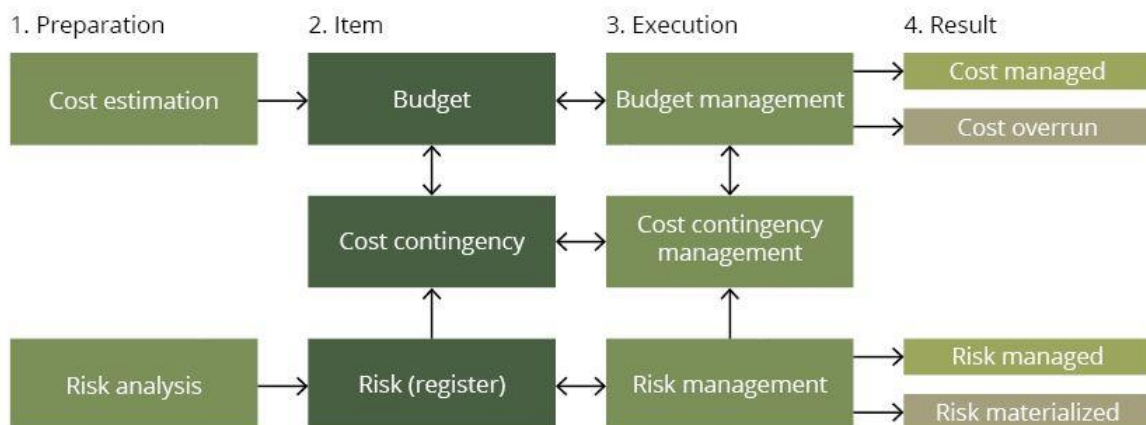 1. Preparation
2. Item
3. Execution
4. Result
Cost estimation
Budget
Budget management
Cost managed
Cost overrun
Cost contingency
Cost contingency
management
Risk analysis
Risk (register)
Risk management
Risk managed
Risk materialized